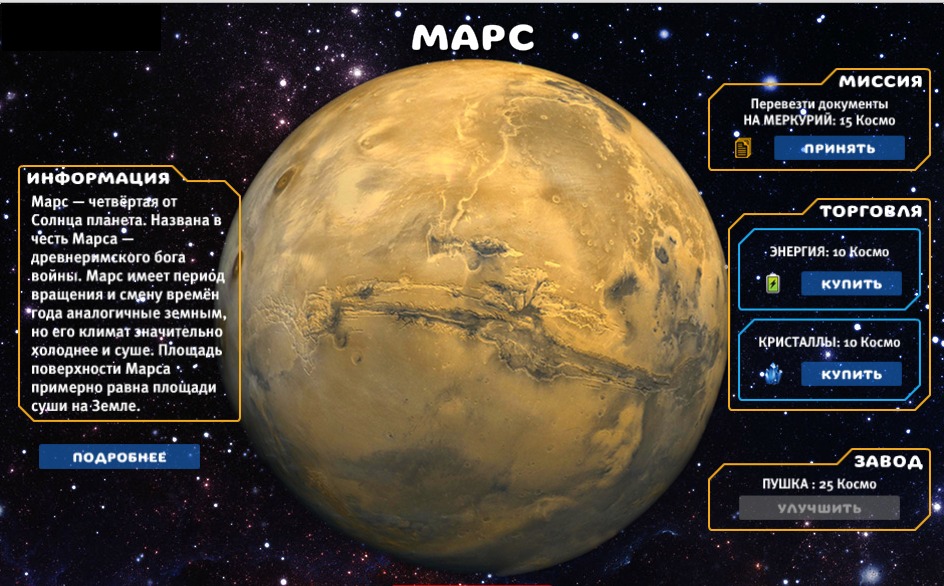 МАРС
ИНФОРМАЦИЯ
Марс — четвёртая от
Солнца планета. Названа в
честь Марса —
древнеримского бога
войны. Марс имеет период
вращения и смену времён
года аналогичные земным,
но его климат значительно
холоднее и суше. Площадь
поверхности Марса
примерно равна площади
суши на Земле.
ПОДРОБНЕЕ
МИССИЯ
Перевезти документы
НА МЕРКУРИЙ: 15 Космо
ПРИНЯТЬ
ТОРГОВЛЯ
ЭНЕРГИЯ: 10 Космо
КУПИТЬ
КРИСТАЛЛЫ: 10 Космо
КУПИТЬ
ЗАВОД
ПУШКА : 25 Космо
УЛУЧШИТЬ